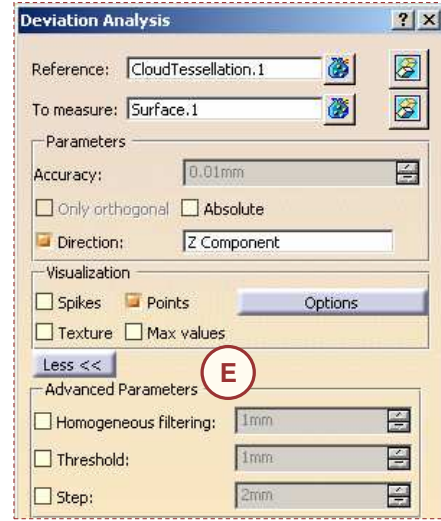 Deviation Analysis ? ×
Reference: CloudTessellation.1
To measure: Surface.1
Parameters
Accuracy: 0.01mm
Only orthogonal Absolute
Direction: Z Component
Visualization
Spikes Points Options
Texture Max values
Less <<
E
Advanced Parameters
Homogeneous filtering: 1mm
Threshold: 1mm
Step: 2mm